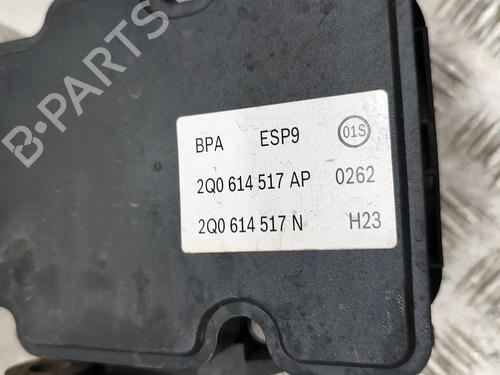 B-PARTS
BPA ESP9 01S
2Q0 614 517 AP 0262
2Q0 614 517 N H23